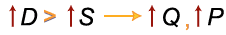 ↑D > ↑S → ↑Q, ↑P